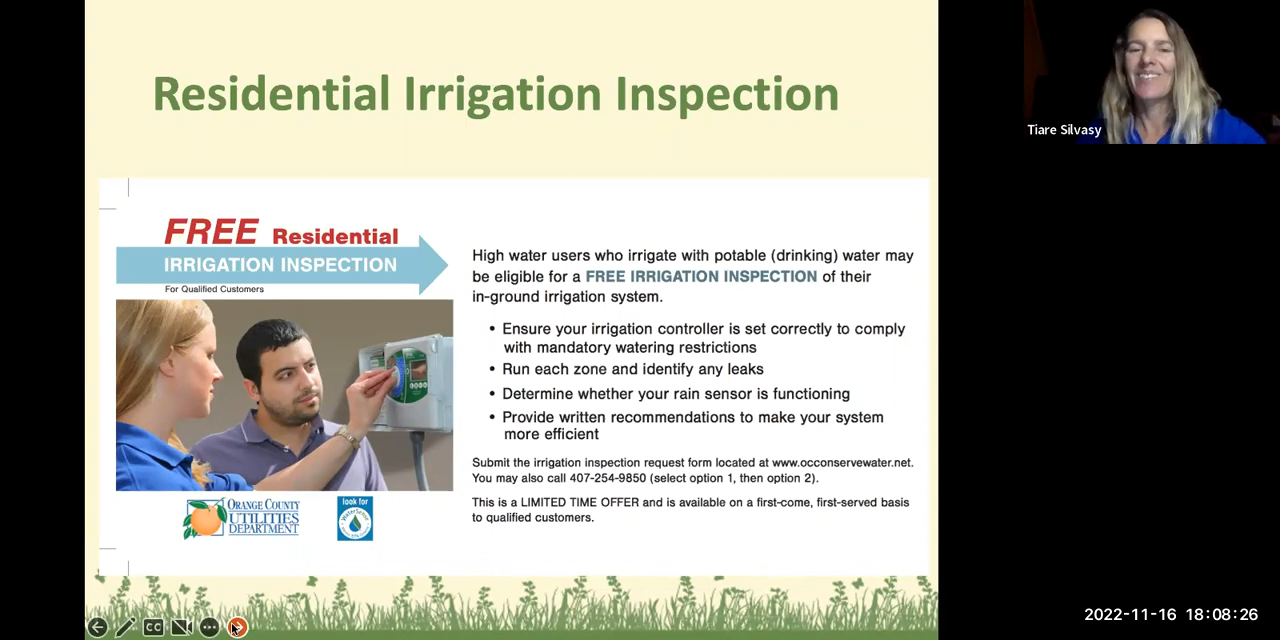 Residential Irrigation Inspection
Tiare Silvasy
FREE Residential
IRRIGATION INSPECTION
For Qualified Customers
High water users who irrigate with potable (drinking) water may
be eligible for a FREE IRRIGATION INSPECTION of their
in-ground irrigation system.
• Ensure your irrigation controller is set correctly to comply
with mandatory watering restrictions
• Run each zone and identify any leaks
• Determine whether your rain sensor is functioning
• Provide written recommendations to make your system
more efficient
Submit the irrigation inspection request form located at www.occonservewater.net.
You may also call 407-254-9850 (select option 1, then option 2).
This is a LIMITED TIME OFFER and is available on a first-come, first-served basis
to qualified customers.
ORANGE COUNTY
UTILITIES
DEPARTMENT
look for
WaterSense
CC
2022-11-16 18:08:26